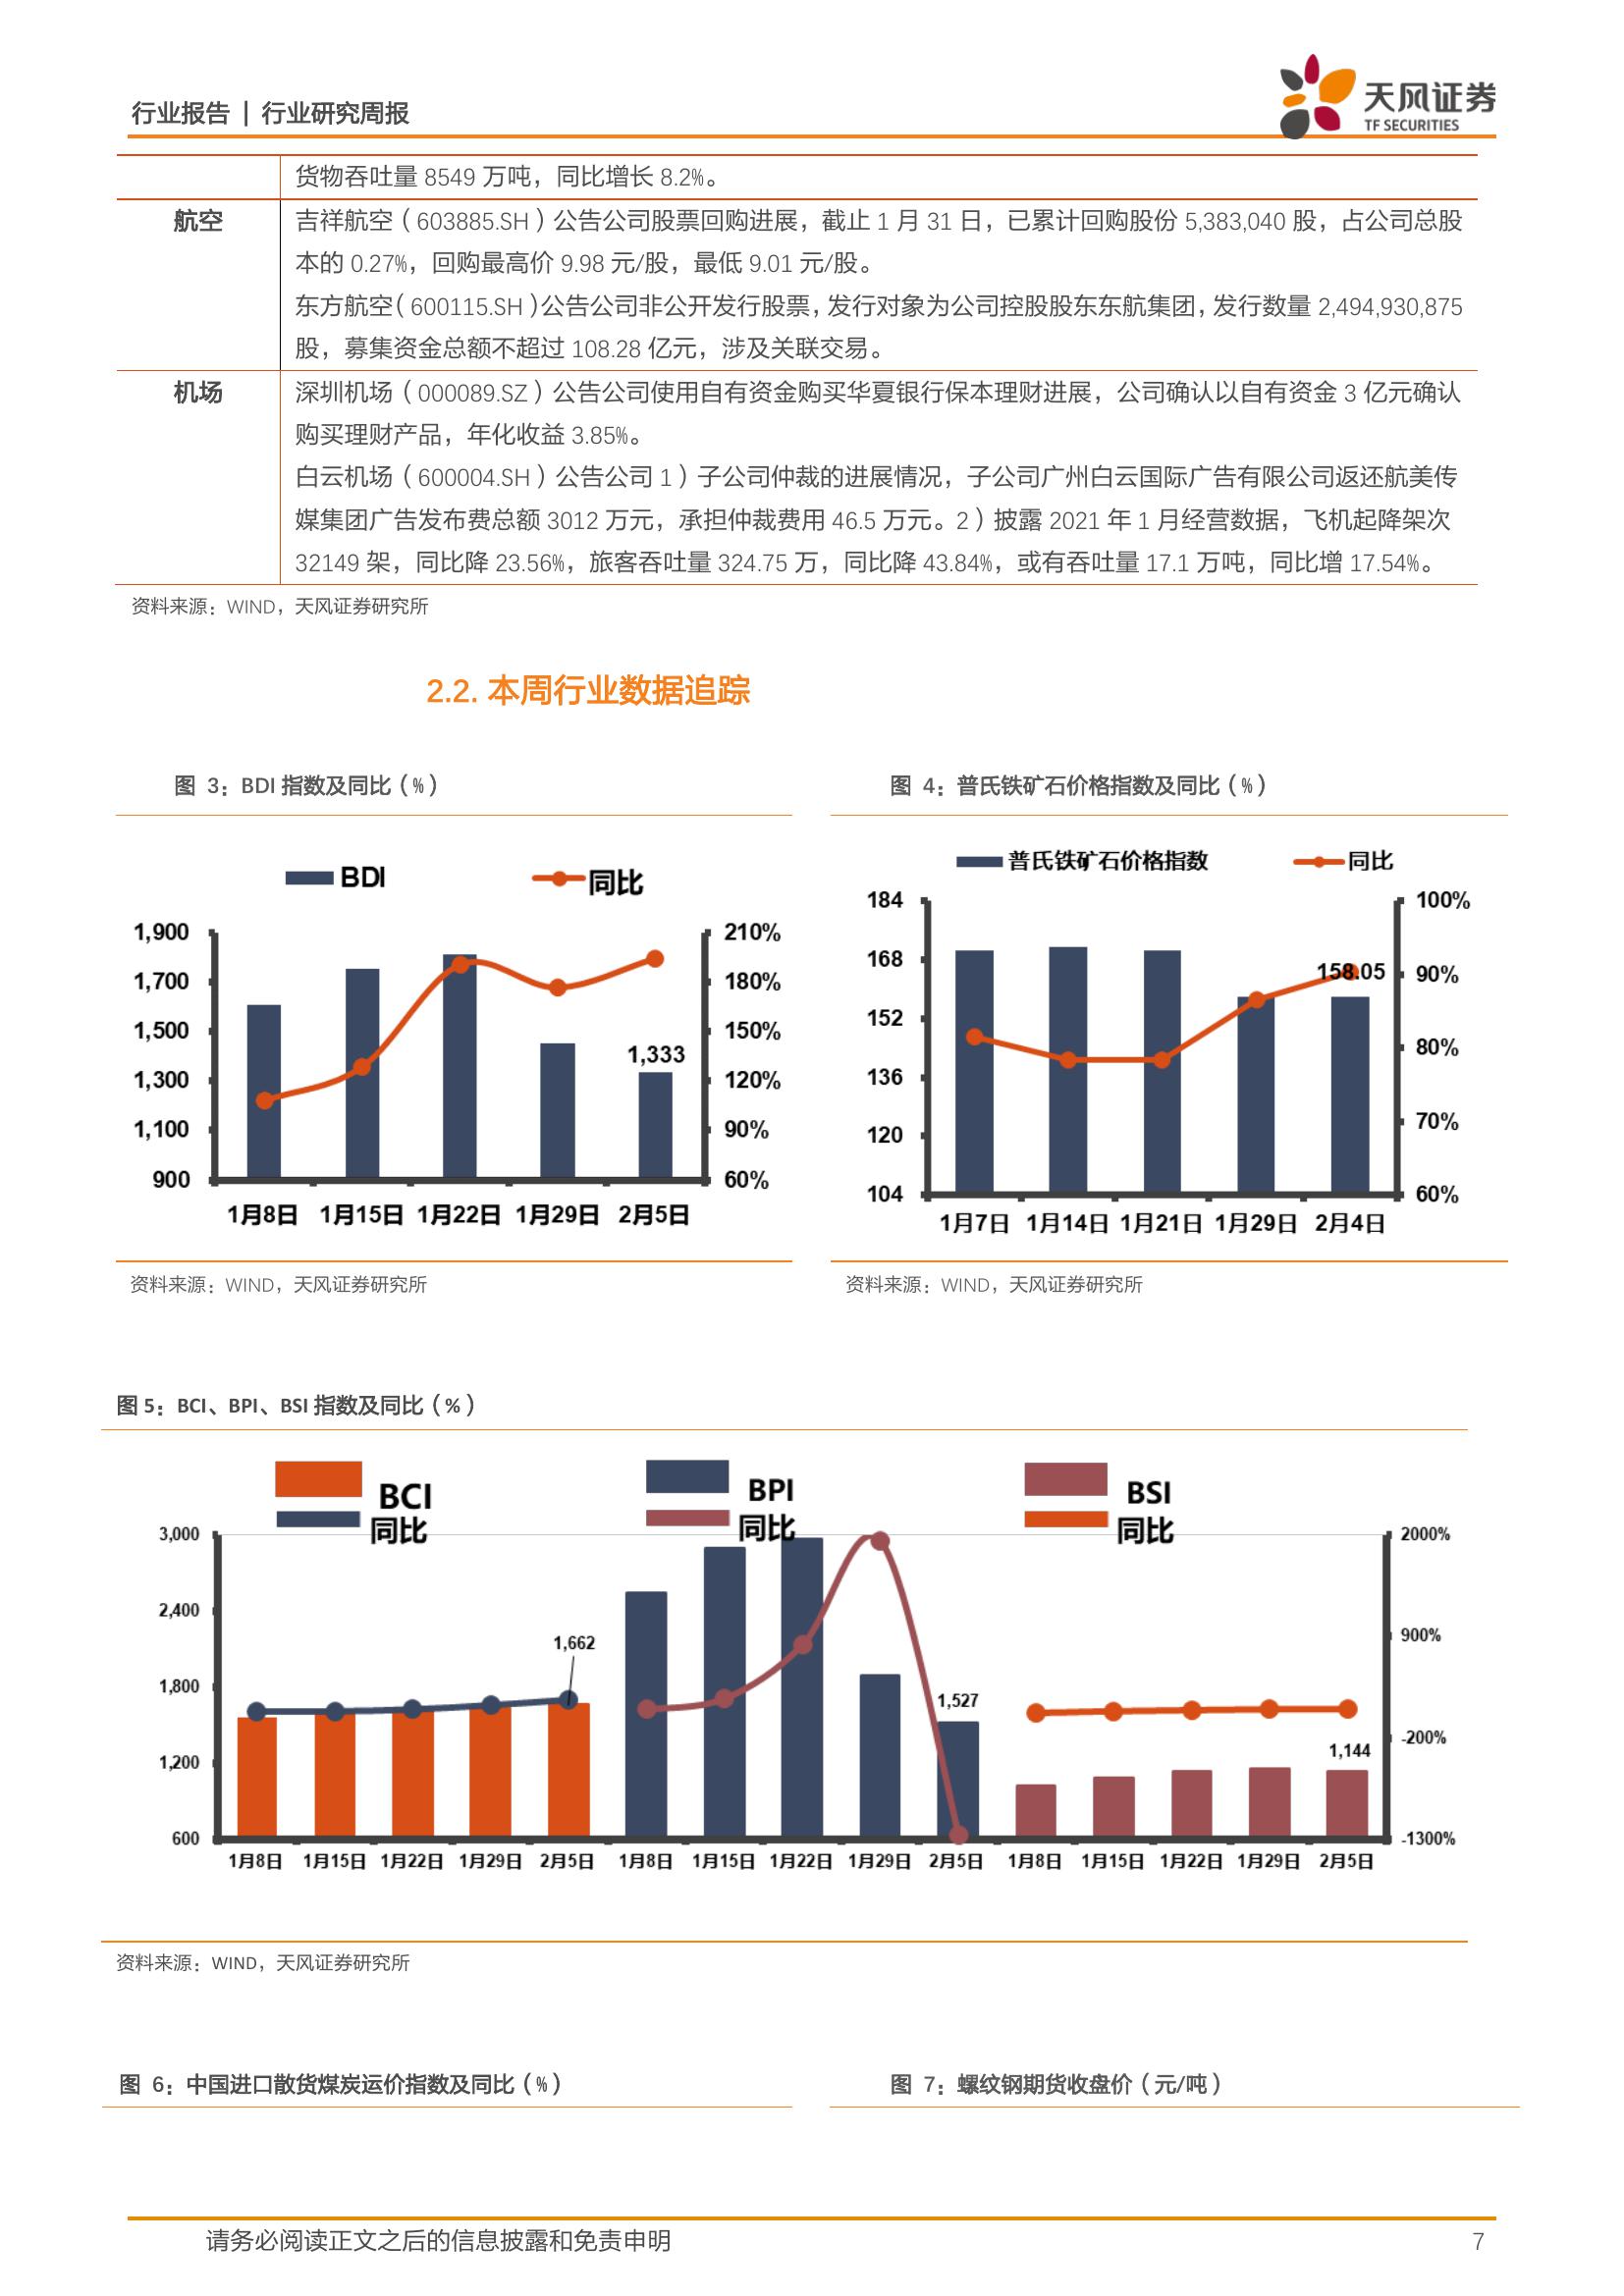 行业报告 | 行业研究周报
天风证券
TF SECURITIES
货物吞吐量 8549 万吨，同比增长 8.2%。
航空
吉祥航空（603885.SH）公告公司股票回购进展，截止 1 月 31 日，已累计回购股份 5,383,040 股，占公司总股
本的 0.27%，回购最高价 9.98 元/股，最低 9.01 元/股。
东方航空（600115.SH）公告公司非公开发行股票，发行对象为公司控股股东东航集团，发行数量 2,494,930,875
股，募集资金总额不超过 108.28 亿元，涉及关联交易。
机场
深圳机场（000089.SZ）公告公司使用自有资金购买华夏银行保本理财进展，公司确认以自有资金 3 亿元确认
购买理财产品，年化收益 3.85%。
白云机场（600004.SH）公告公司 1）子公司仲裁的进展情况，子公司广州白云国际广告有限公司返还航美传
媒集团广告发布费总额 3012 万元，承担仲裁费用 46.5 万元。2）披露 2021 年 1 月经营数据，飞机起降架次
32149 架，同比降 23.56%，旅客吞吐量 324.75 万，同比降 43.84%，或有吞吐量 17.1 万吨，同比增 17.54%。
资料来源：WIND，天风证券研究所
2.2. 本周行业数据追踪
图 3：BDI 指数及同比（%）
BDI 同比
1,900 210%
1,700 180%
1,500 150%
1,333
1,300 120%
1,100 90%
900 60%
1月8日 1月15日 1月22日 1月29日 2月5日
资料来源：WIND，天风证券研究所
图 4：普氏铁矿石价格指数及同比（%）
普氏铁矿石价格指数 同比
184 100%
168 158.05 90%
152 80%
136
120 70%
104 60%
1月7日 1月14日 1月21日 1月29日 2月4日
资料来源：WIND，天风证券研究所
图 5：BCI、BPI、BSI 指数及同比（%）
BCI BPI BSI
同比 同比 同比
3,000 2000%
2,400 900%
1,662
1,800 1,527
-200%
1,200 1,144
600 -1300%
1月8日 1月15日 1月22日 1月29日 2月5日 1月8日 1月15日 1月22日 1月29日 2月5日 1月8日 1月15日 1月22日 1月29日 2月5日
资料来源：WIND，天风证券研究所
图 6：中国进口散货煤炭运价指数及同比（%）
图 7：螺纹钢期货收盘价（元/吨）
请务必阅读正文之后的信息披露和免责申明 7